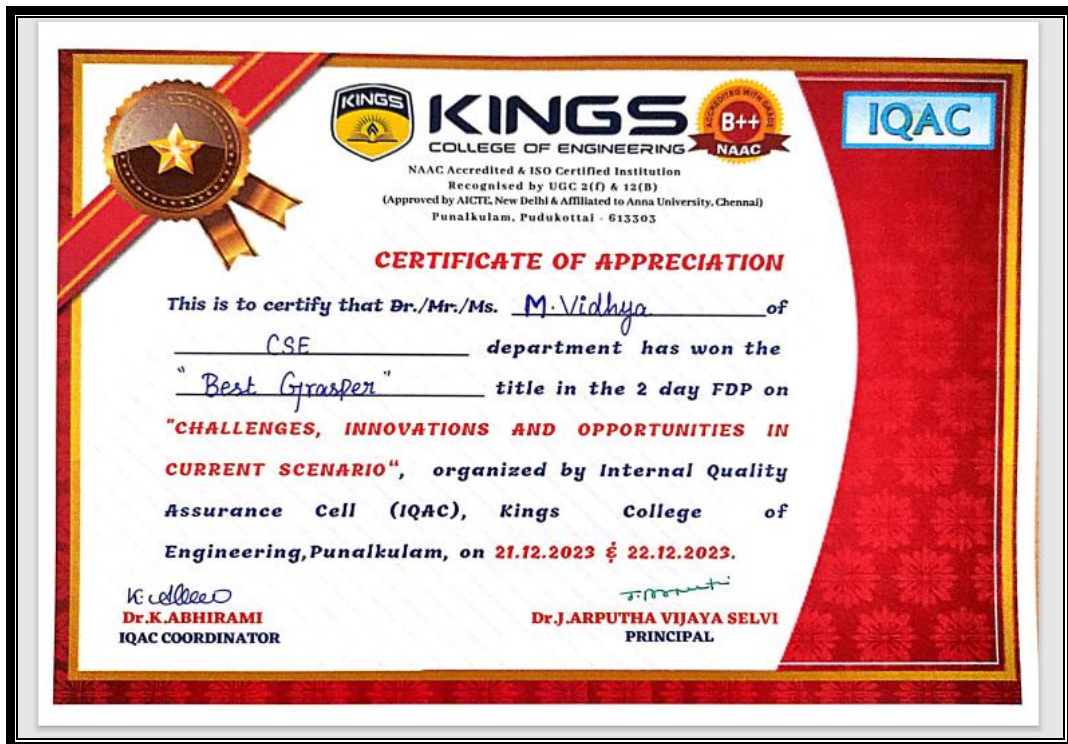 KINGS
KINGS
COLLEGE OF ENGINEERING
ACCREDITED WITH GRADE
B++
NAAC
IQAC
NAAC Accredited & ISO Certified Institution
Recognised by UGC 2(f) & 12(B)
(Approved by AICTE, New Delhi & Affiliated to Anna University, Chennai)
Punalkulam, Pudukottai - 613303
CERTIFICATE OF APPRECIATION
This is to certify that Dr./Mr./Ms. M. Vidhya of
CSE department has won the
"Best Grasper" title in the 2 day FDP on
"CHALLENGES, INNOVATIONS AND OPPORTUNITIES IN
CURRENT SCENARIO", organized by Internal Quality
Assurance Cell (IQAC), Kings College of
Engineering,Punalkulam, on 21.12.2023 & 22.12.2023.
Dr.K.ABHIRAMI
IQAC COORDINATOR
Dr.J.ARPUTHA VIJAYA SELVI
PRINCIPAL